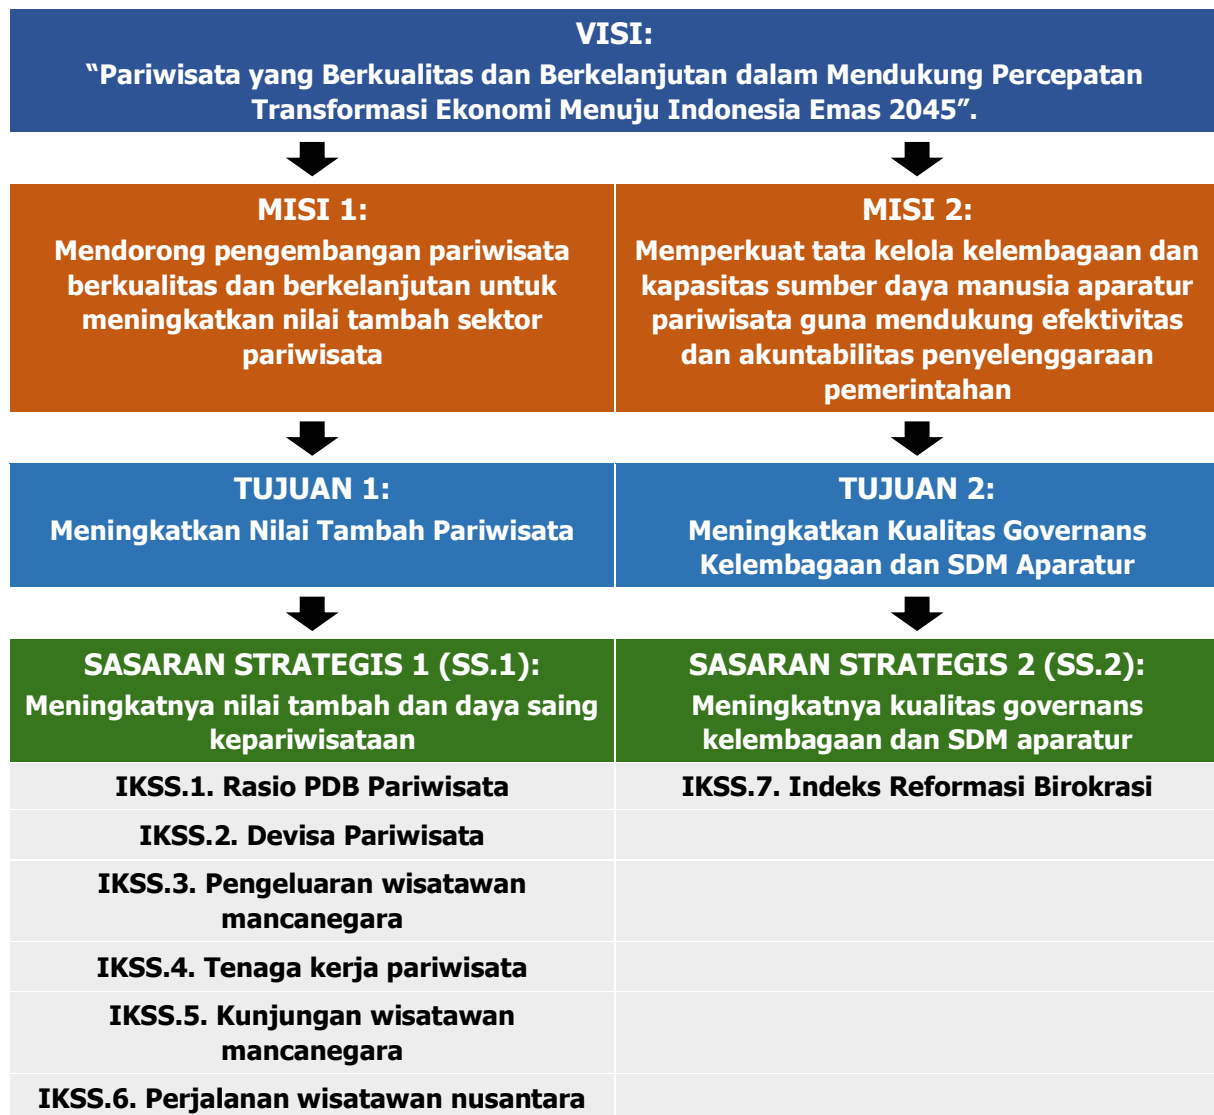 VISI:
“Pariwisata yang Berkualitas dan Berkelanjutan dalam Mendukung Percepatan
Transformasi Ekonomi Menuju Indonesia Emas 2045”.
MISI 1:
Mendorong pengembangan pariwisata
berkualitas dan berkelanjutan untuk
meningkatkan nilai tambah sektor
pariwisata
MISI 2:
Memperkuat tata kelola kelembagaan dan
kapasitas sumber daya manusia aparatur
pariwisata guna mendukung efektivitas
dan akuntabilitas penyelenggaraan
pemerintahan
TUJUAN 1:
Meningkatkan Nilai Tambah Pariwisata
TUJUAN 2:
Meningkatkan Kualitas Governans
Kelembagaan dan SDM Aparatur
SASARAN STRATEGIS 1 (SS.1):
Meningkatnya nilai tambah dan daya saing
kepariwisataan
SASARAN STRATEGIS 2 (SS.2):
Meningkatnya kualitas governans
kelembagaan dan SDM aparatur
IKSS.1. Rasio PDB Pariwisata
IKSS.7. Indeks Reformasi Birokrasi
IKSS.2. Devisa Pariwisata
IKSS.3. Pengeluaran wisatawan
mancanegara
IKSS.4. Tenaga kerja pariwisata
IKSS.5. Kunjungan wisatawan
mancanegara
IKSS.6. Perjalanan wisatawan nusantara